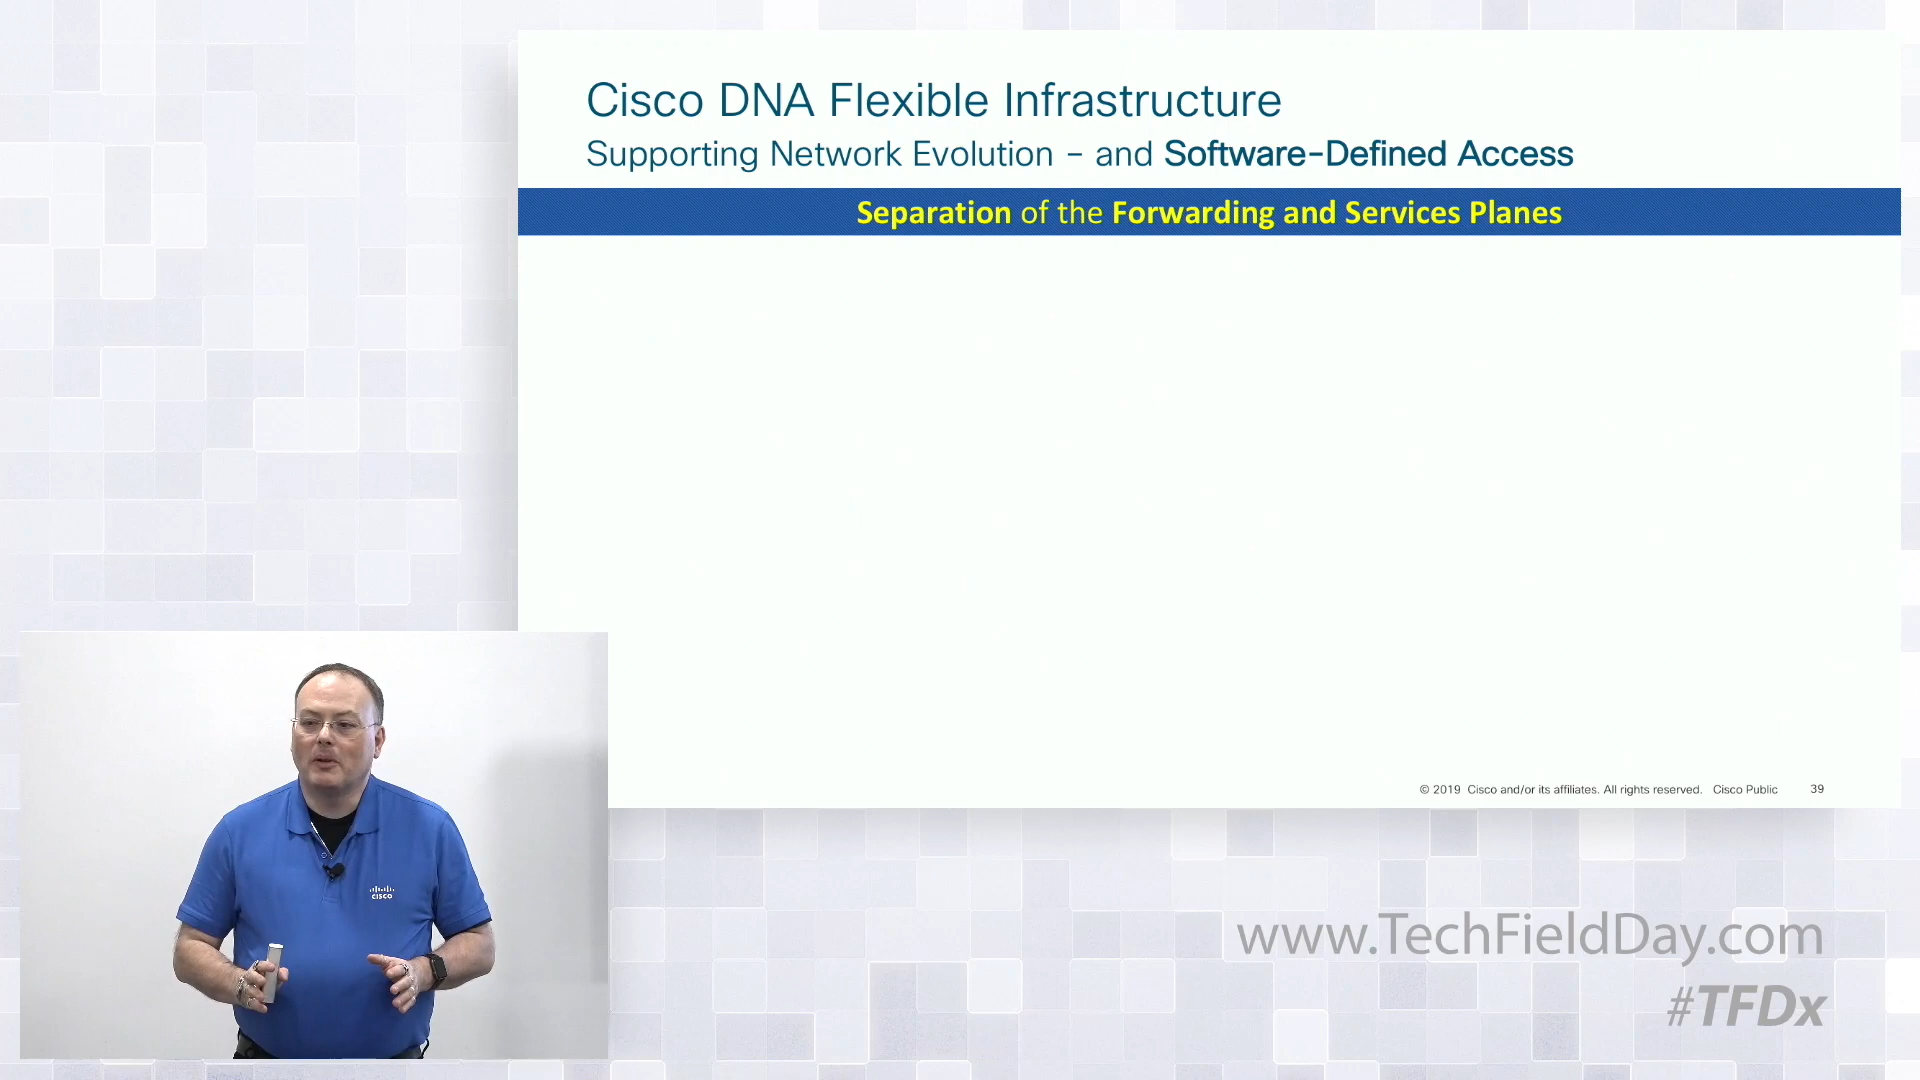 Cisco DNA Flexible Infrastructure
Supporting Network Evolution – and Software-Defined Access
Separation of the Forwarding and Services Planes
© 2019 Cisco and/or its affiliates. All rights reserved. Cisco Public 39
cisco
www.TechFieldDay.com
#TFDx